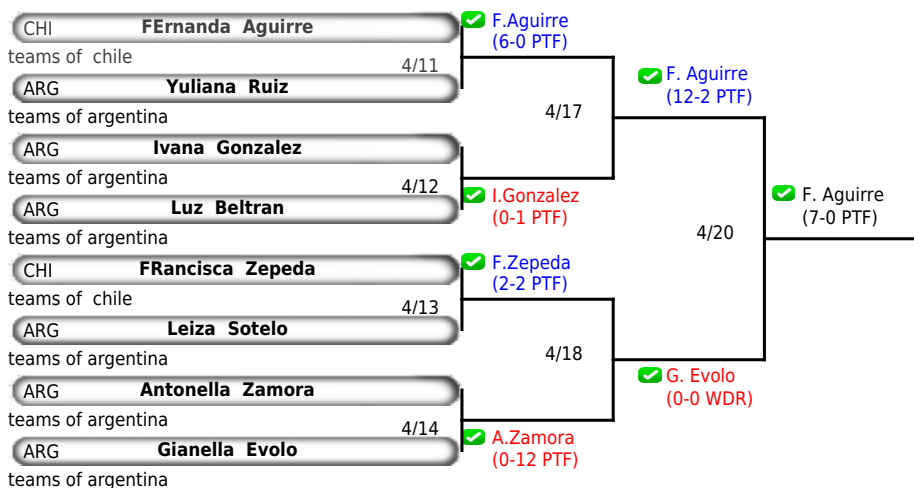 CHI FErnanda Aguirre
teams of chile
4/11
ARG Yuliana Ruiz
teams of argentina
ARG Ivana Gonzalez
teams of argentina
4/12
ARG Luz Beltran
teams of argentina
CHI FRancisca Zepeda
teams of chile
4/13
ARG Leiza Sotelo
teams of argentina
ARG Antonella Zamora
teams of argentina
4/14
ARG Gianella Evolo
teams of argentina
F.Aguirre
(6-0 PTF)
4/17
I.Gonzalez
(0-1 PTF)
F.Zepeda
(2-2 PTF)
4/18
A.Zamora
(0-12 PTF)
F. Aguirre
(12-2 PTF)
4/20
G. Evolo
(0-0 WDR)
F. Aguirre
(7-0 PTF)